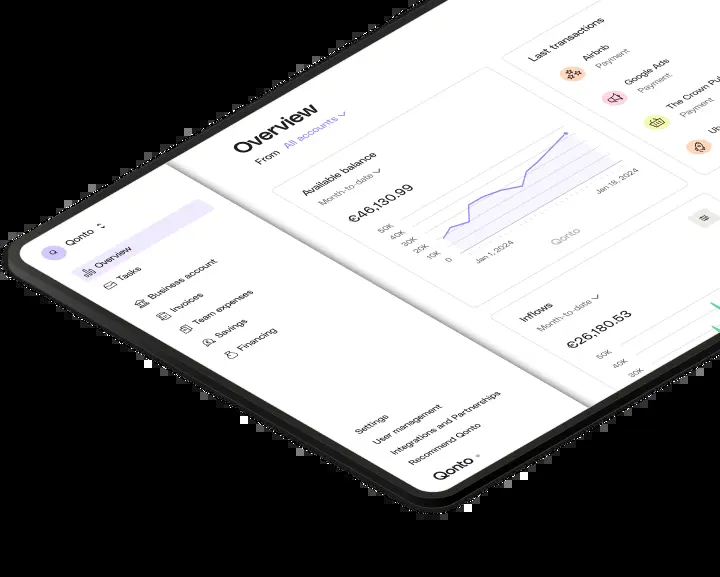 Qonto
Overview
Tasks
Business account
Invoices
Team expenses
Savings
Financing
Settings
User management
Integrations and Partnerships
Recommend Qonto
Qonto
Overview
From All accounts
Available balance
Month-to-date
€46,130.99
50K
40K
30K
20K
10K
0
Jan 1, 2024
Jan 18, 2024
Qonto
Inflows
Month-to-date
€26,180.53
50K
40K
30K
Last transactions
Airbnb
Payment
Google Ads
Payment
The Crown
Payment